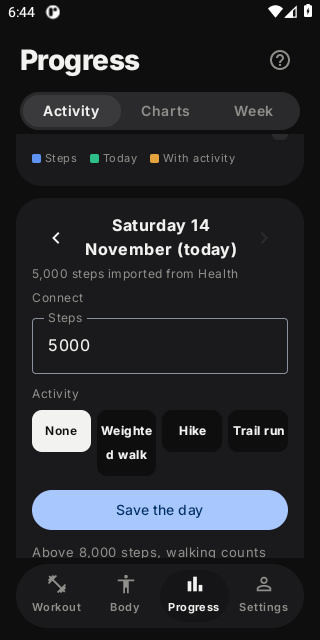 6:44
Progress
Activity
Charts
Week
Steps
Today
With activity
Saturday 14
November (today)
5,000 steps imported from Health
Connect
Steps
5000
Activity
None
Weighte
d walk
Hike
Trail run
Save the day
Above 8,000 steps, walking counts
Workout
Body
Progress
Settings